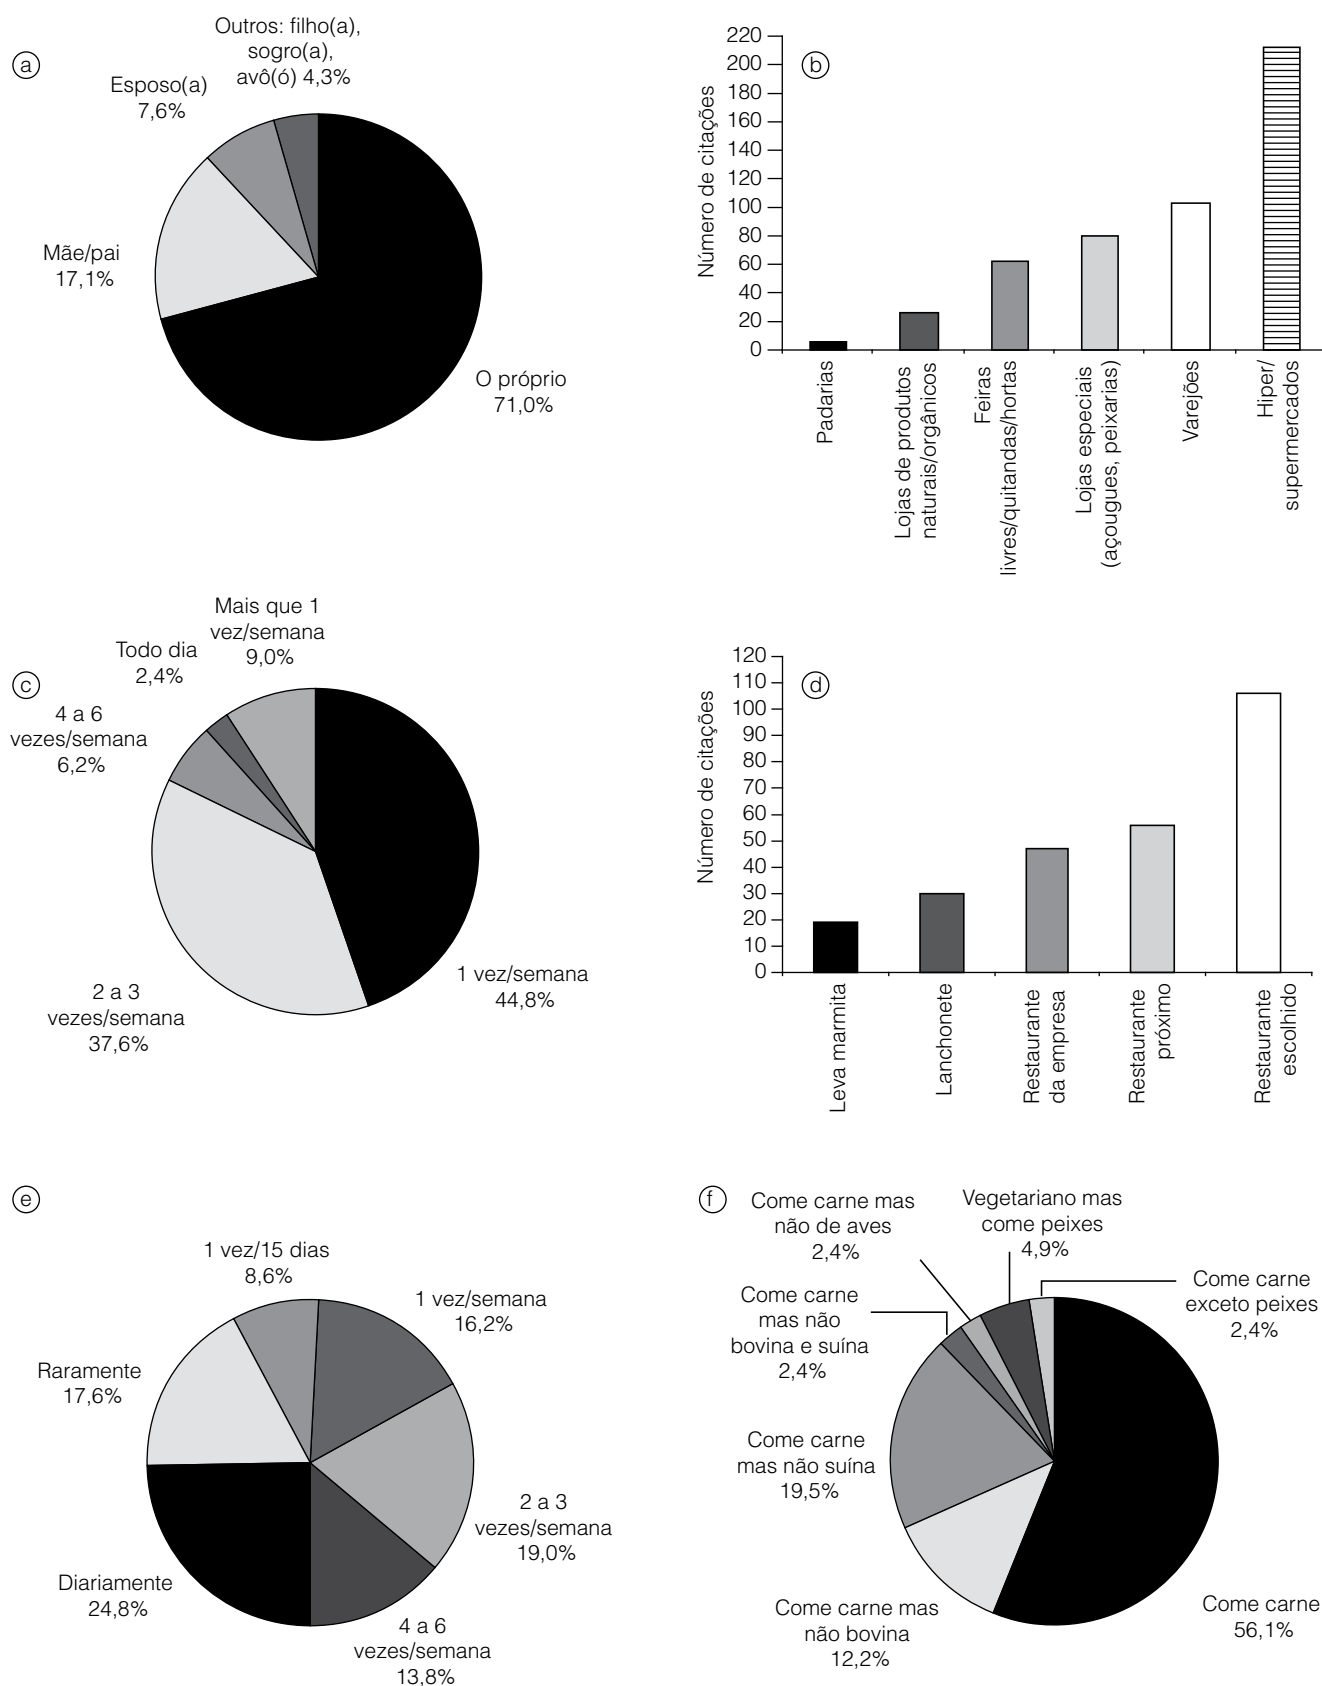 a
Outros: filho(a),
sogro(a),
avô(ó) 4,3%
Esposo(a)
7,6%
Mãe/pai
17,1%
O próprio
71,0%
b
Número de citações
220
200
180
160
140
120
100
80
60
40
20
0
Padarias
Lojas de produtos
naturais/orgânicos
Feiras
livres/quitandas/hortas
Lojas especiais
(açougues, peixarias)
Varejões
Hiper/
supermercados
c
Mais que 1
vez/semana
9,0%
Todo dia
2,4%
4 a 6
vezes/semana
6,2%
2 a 3
vezes/semana
37,6%
1 vez/semana
44,8%
d
Número de citações
120
110
100
90
80
70
60
50
40
30
20
10
0
Leva marmita
Lanchonete
Restaurante
da empresa
Restaurante
próximo
Restaurante
escolhido
e
1 vez/15 dias
8,6%
1 vez/semana
16,2%
Raramente
17,6%
2 a 3
vezes/semana
19,0%
Diariamente
24,8%
4 a 6
vezes/semana
13,8%
f
Come carne mas
não de aves
2,4%
Vegetariano mas
come peixes
4,9%
Come carne
exceto peixes
2,4%
Come carne
mas não
bovina e suína
2,4%
Come carne
mas não suína
19,5%
Come carne mas
não bovina
12,2%
Come carne
56,1%